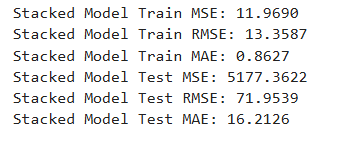 Stacked Model Train MSE: 11.9690
Stacked Model Train RMSE: 13.3587
Stacked Model Train MAE: 0.8627
Stacked Model Test MSE: 5177.3622
Stacked Model Test RMSE: 71.9539
Stacked Model Test MAE: 16.2126